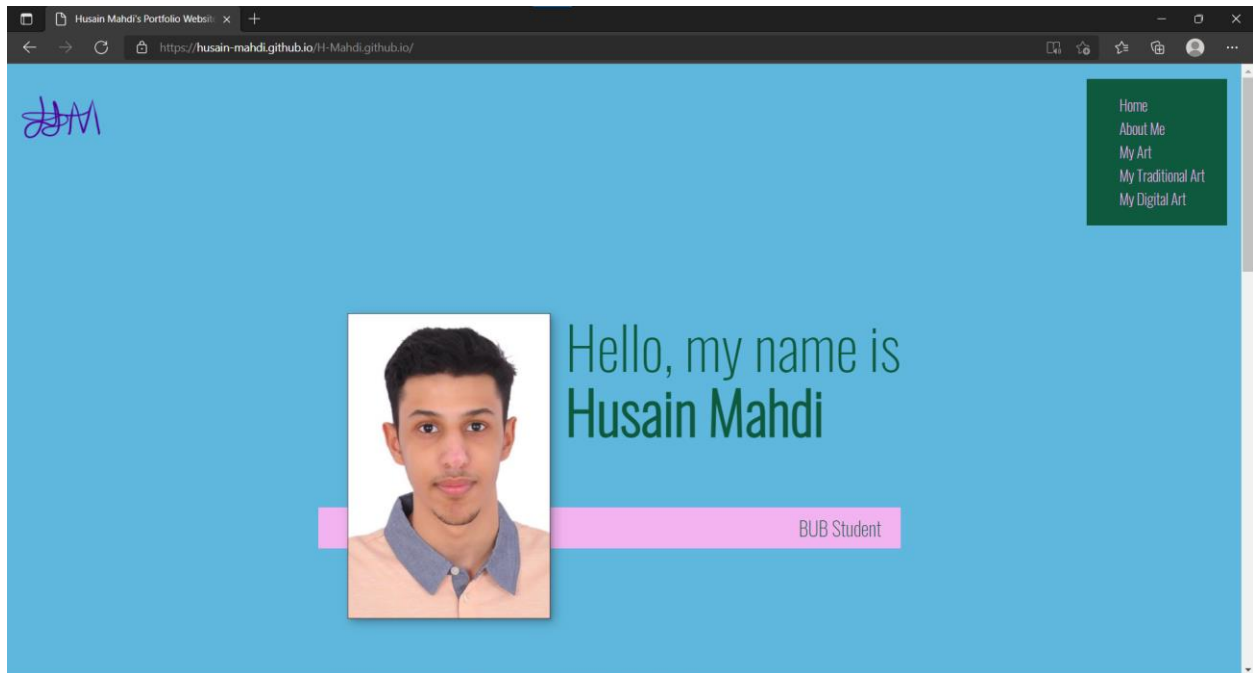 Husain Mahdi's Portfolio Website
https://husain-mahdi.github.io/H-Mahdi.github.io/
Home
About Me
My Art
My Traditional Art
My Digital Art
Hello, my name is
Husain Mahdi
BUB Student